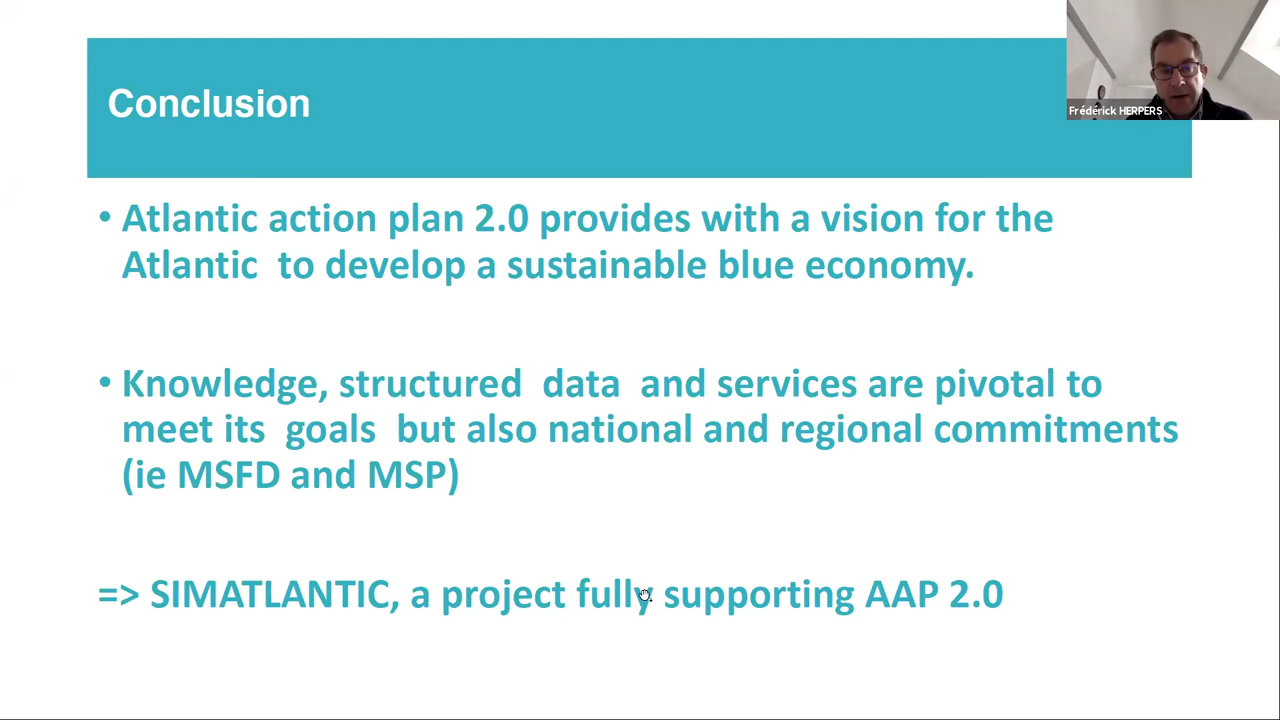 Conclusion
Frédérick HERPERS
• Atlantic action plan 2.0 provides with a vision for the
Atlantic to develop a sustainable blue economy.
• Knowledge, structured data and services are pivotal to
meet its goals but also national and regional commitments
(ie MSFD and MSP)
=> SIMATLANTIC, a project fully supporting AAP 2.0